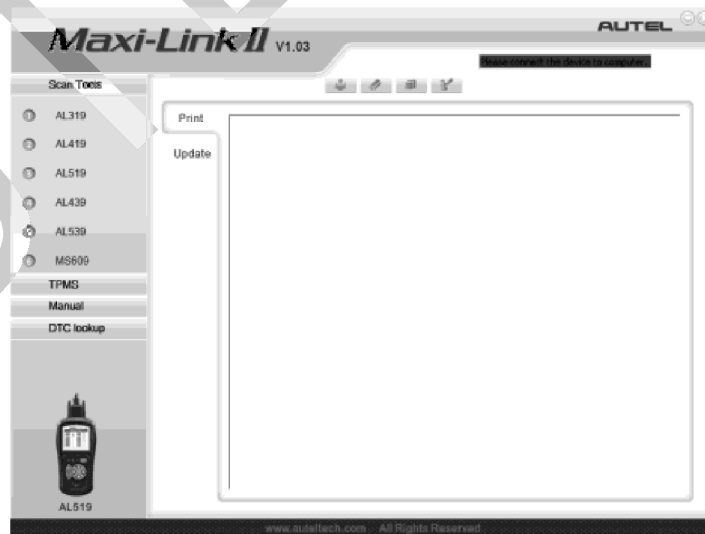 Maxi-Link II V1.03
AUTEL
Please connect the device to computer.
Scan Tools
AL319
AL419
AL519
AL439
AL539
MS609
TPMS
Manual
DTC lookup
Print
Update
AL519
www.auteltech.com All Rights Reserved